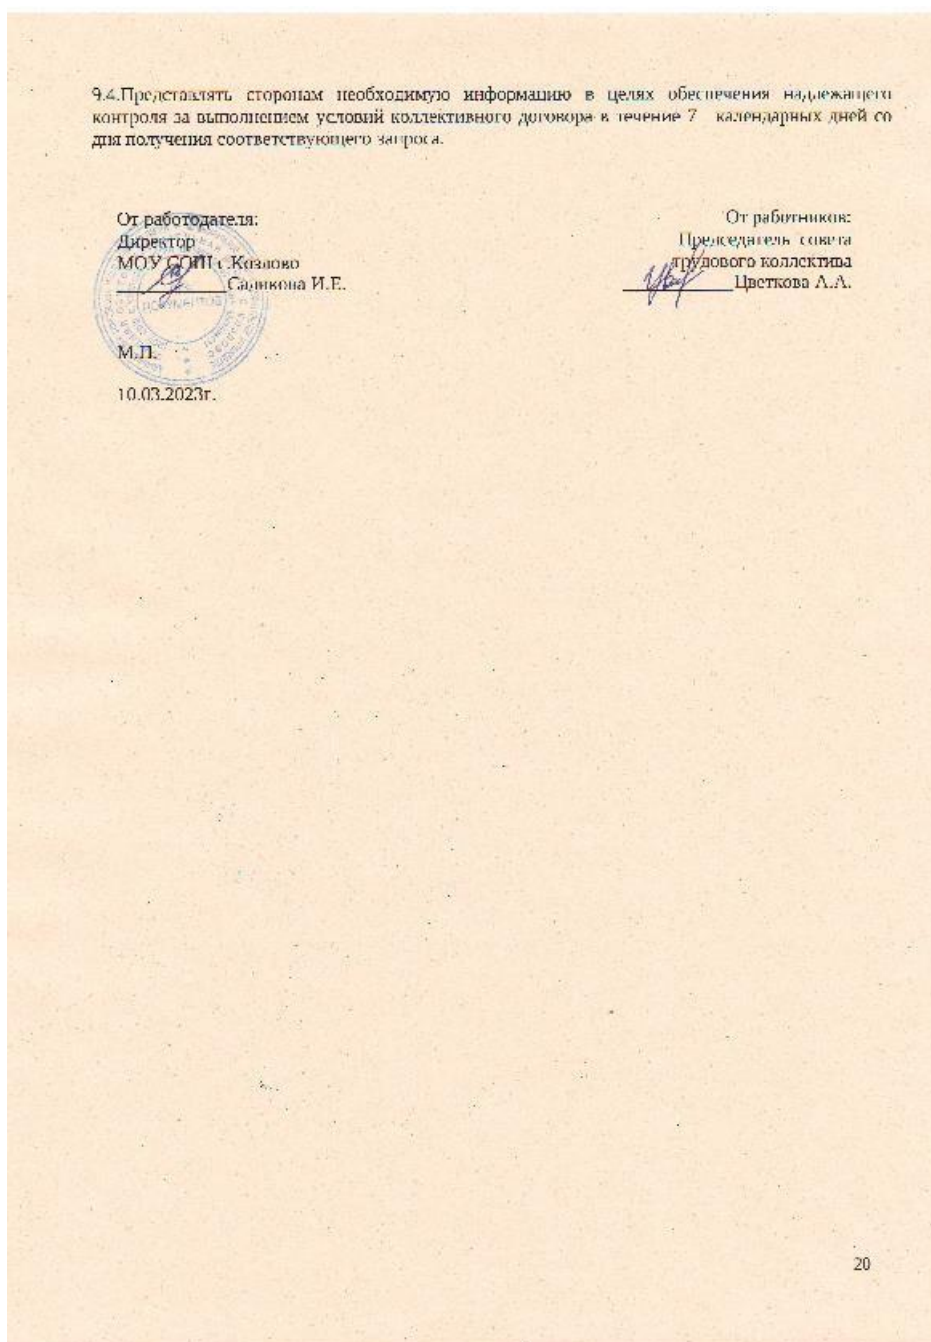 9.4.Представлять сторонам необходимую информацию в целях обеспечения надлежащего
контроля за выполнением условий коллективного договора в течение 7 календарных дней со
дня получения соответствующего запроса.
От работодателя:
Директор
МОУ СОШ с.Козлово
Садикова И.Е.
М.П.
10.03.2023г.
От работников:
Председатель совета
трудового коллектива
Цветкова А.А.
ДОКУМЕНТОВ
20